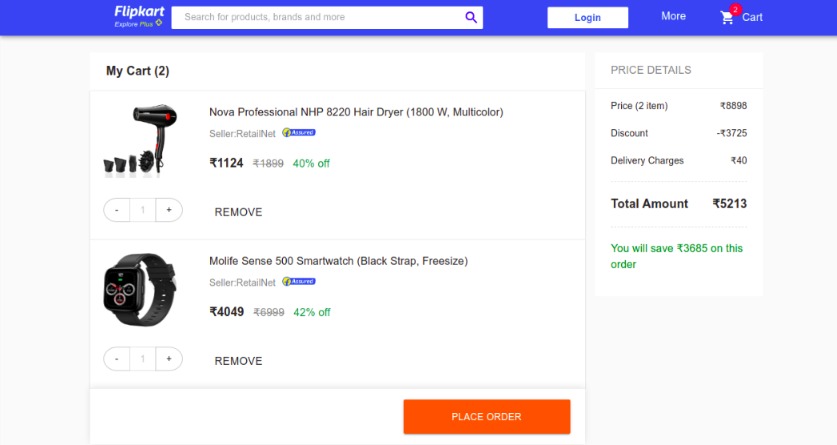 Flipkart
Explore Plus
Search for products, brands and more
Login
More
2
Cart
My Cart (2)
Nova Professional NHP 8220 Hair Dryer (1800 W, Multicolor)
Seller:RetailNet Assured
₹1124 ₹1899 40% off
- 1 + REMOVE
Molife Sense 500 Smartwatch (Black Strap, Freesize)
Seller:RetailNet Assured
₹4049 ₹6999 42% off
- 1 + REMOVE
PLACE ORDER
PRICE DETAILS
Price (2 item) ₹8898
Discount -₹3725
Delivery Charges ₹40
Total Amount ₹5213
You will save ₹3685 on this
order